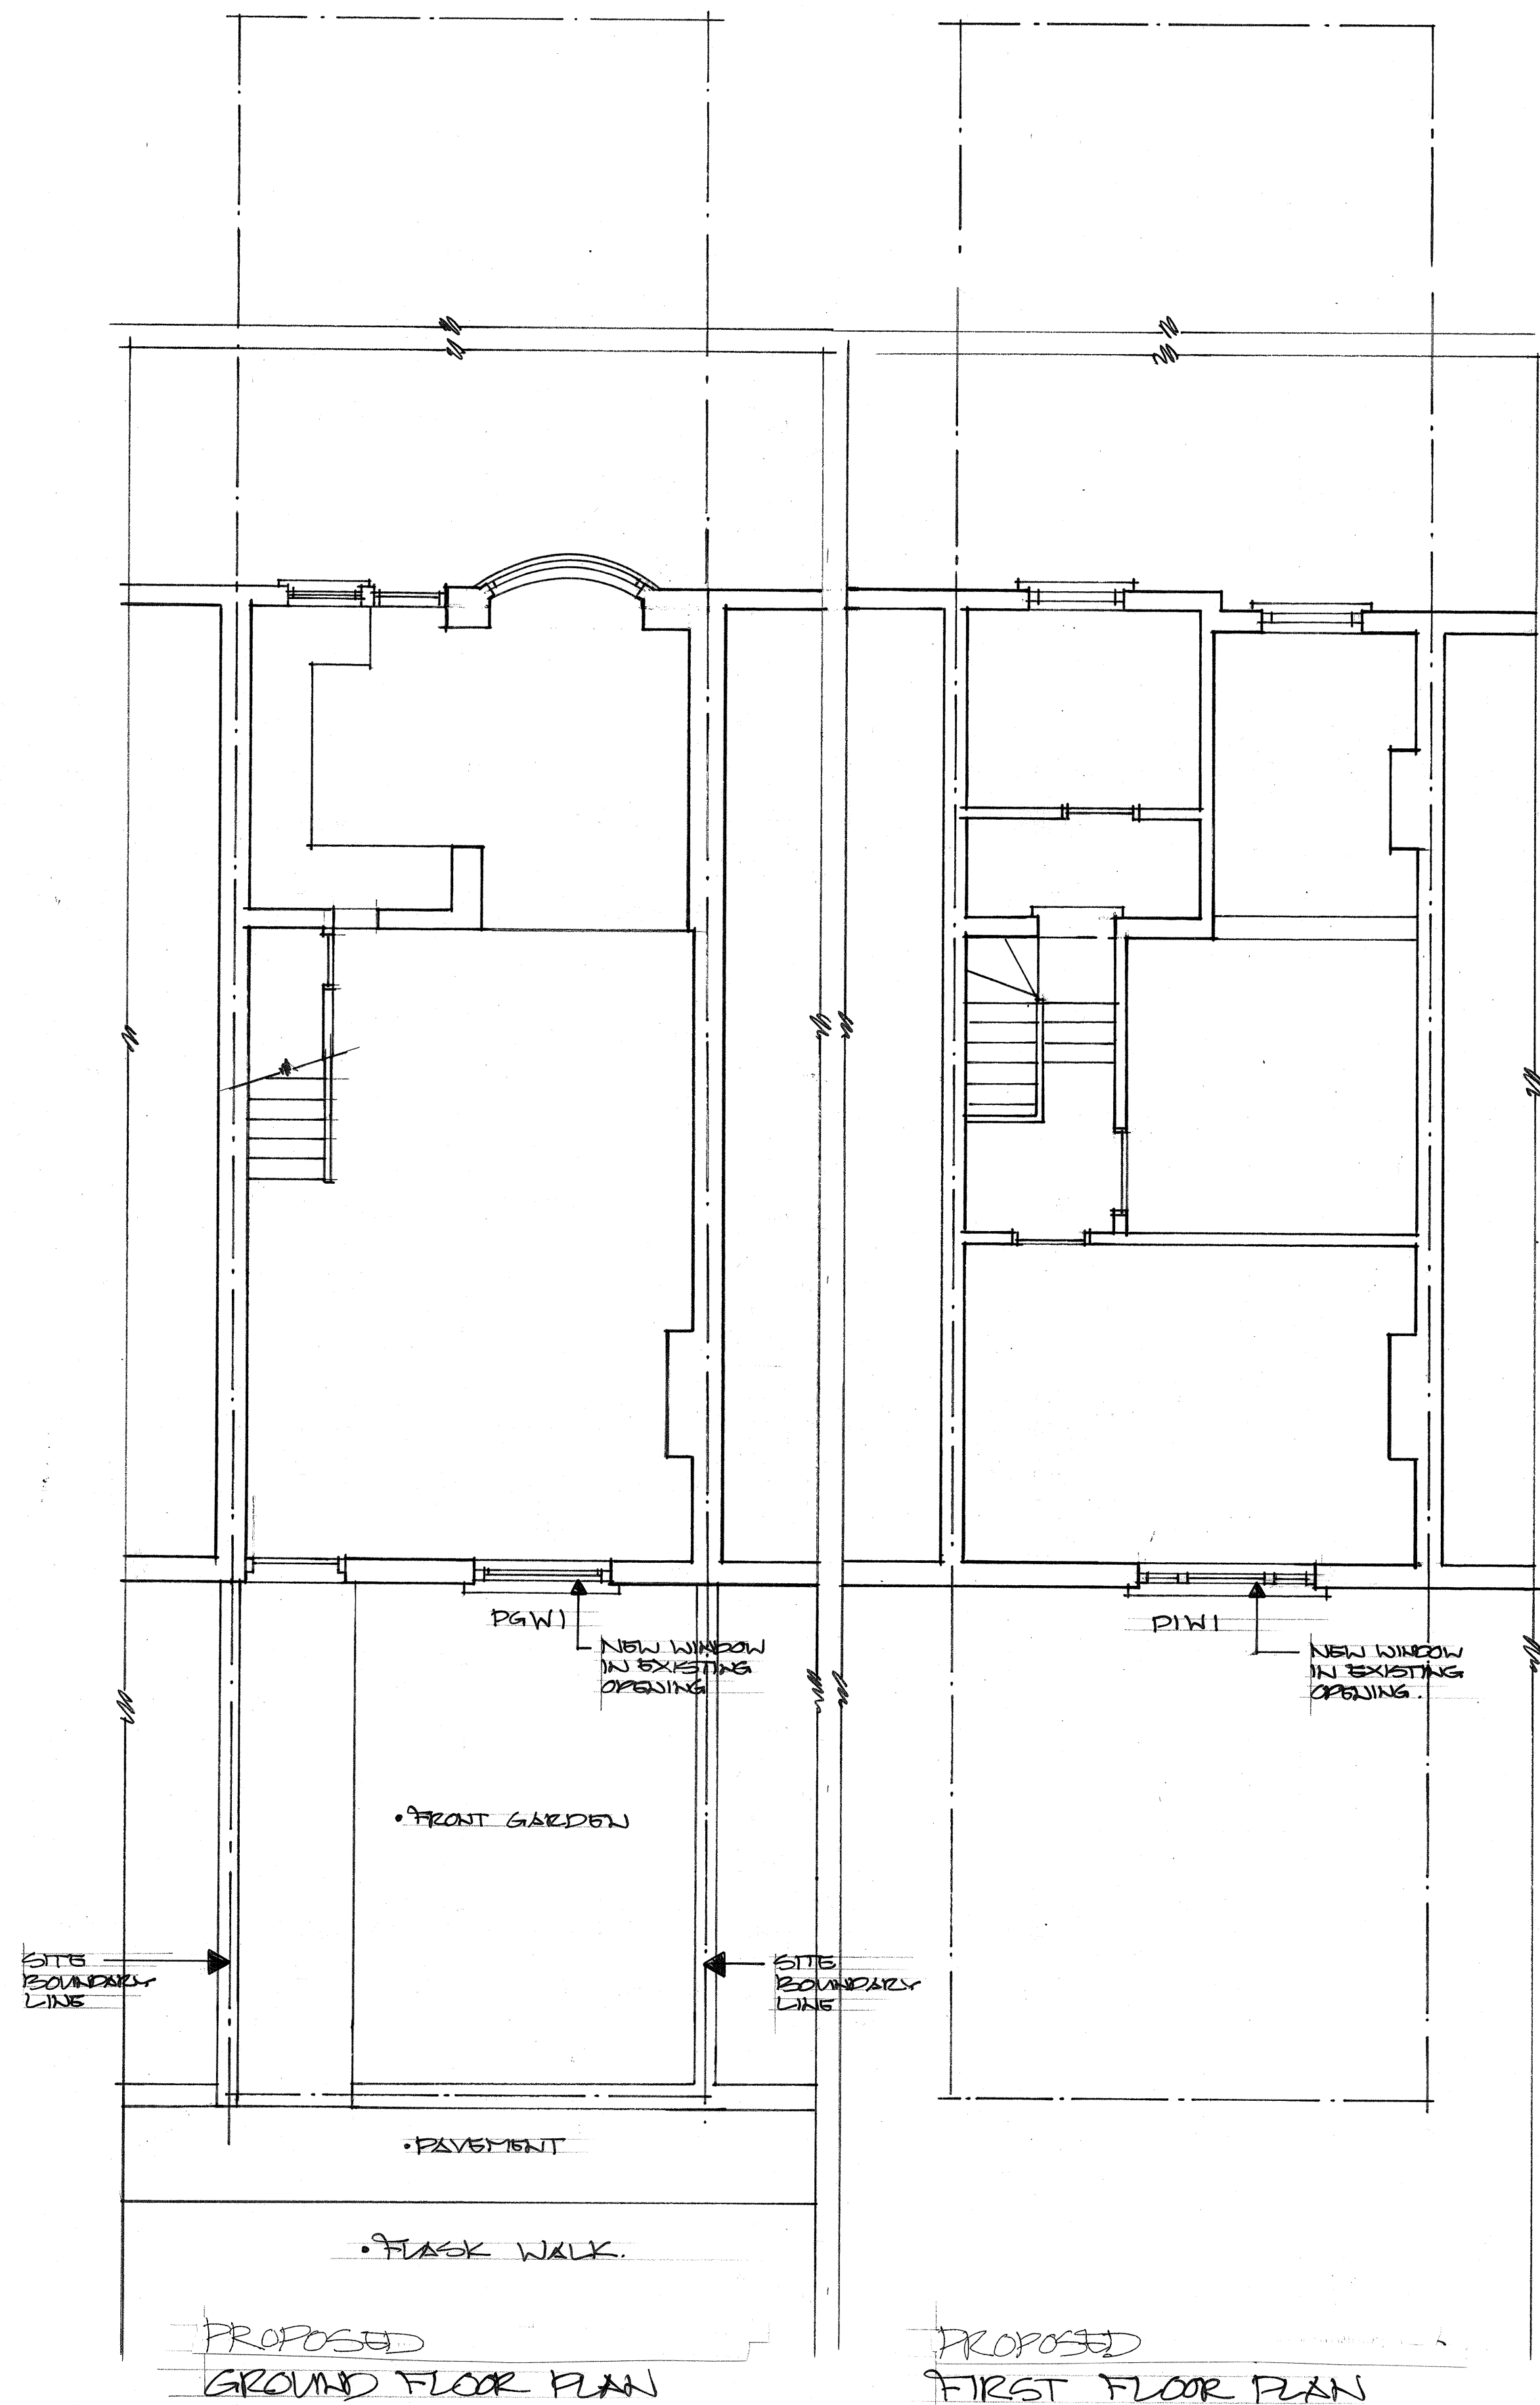 PGW1
NEW WINDOW
IN EXISTING
OPENING
P1W1
NEW WINDOW
IN EXISTING
OPENING.
•FRONT GARDEN
SITE
BOUNDARY
LINE
SITE
BOUNDARY
LINE
•PAVEMENT
•FLASK WALK.
PROPOSED
GROUND FLOOR PLAN
PROPOSED
FIRST FLOOR PLAN